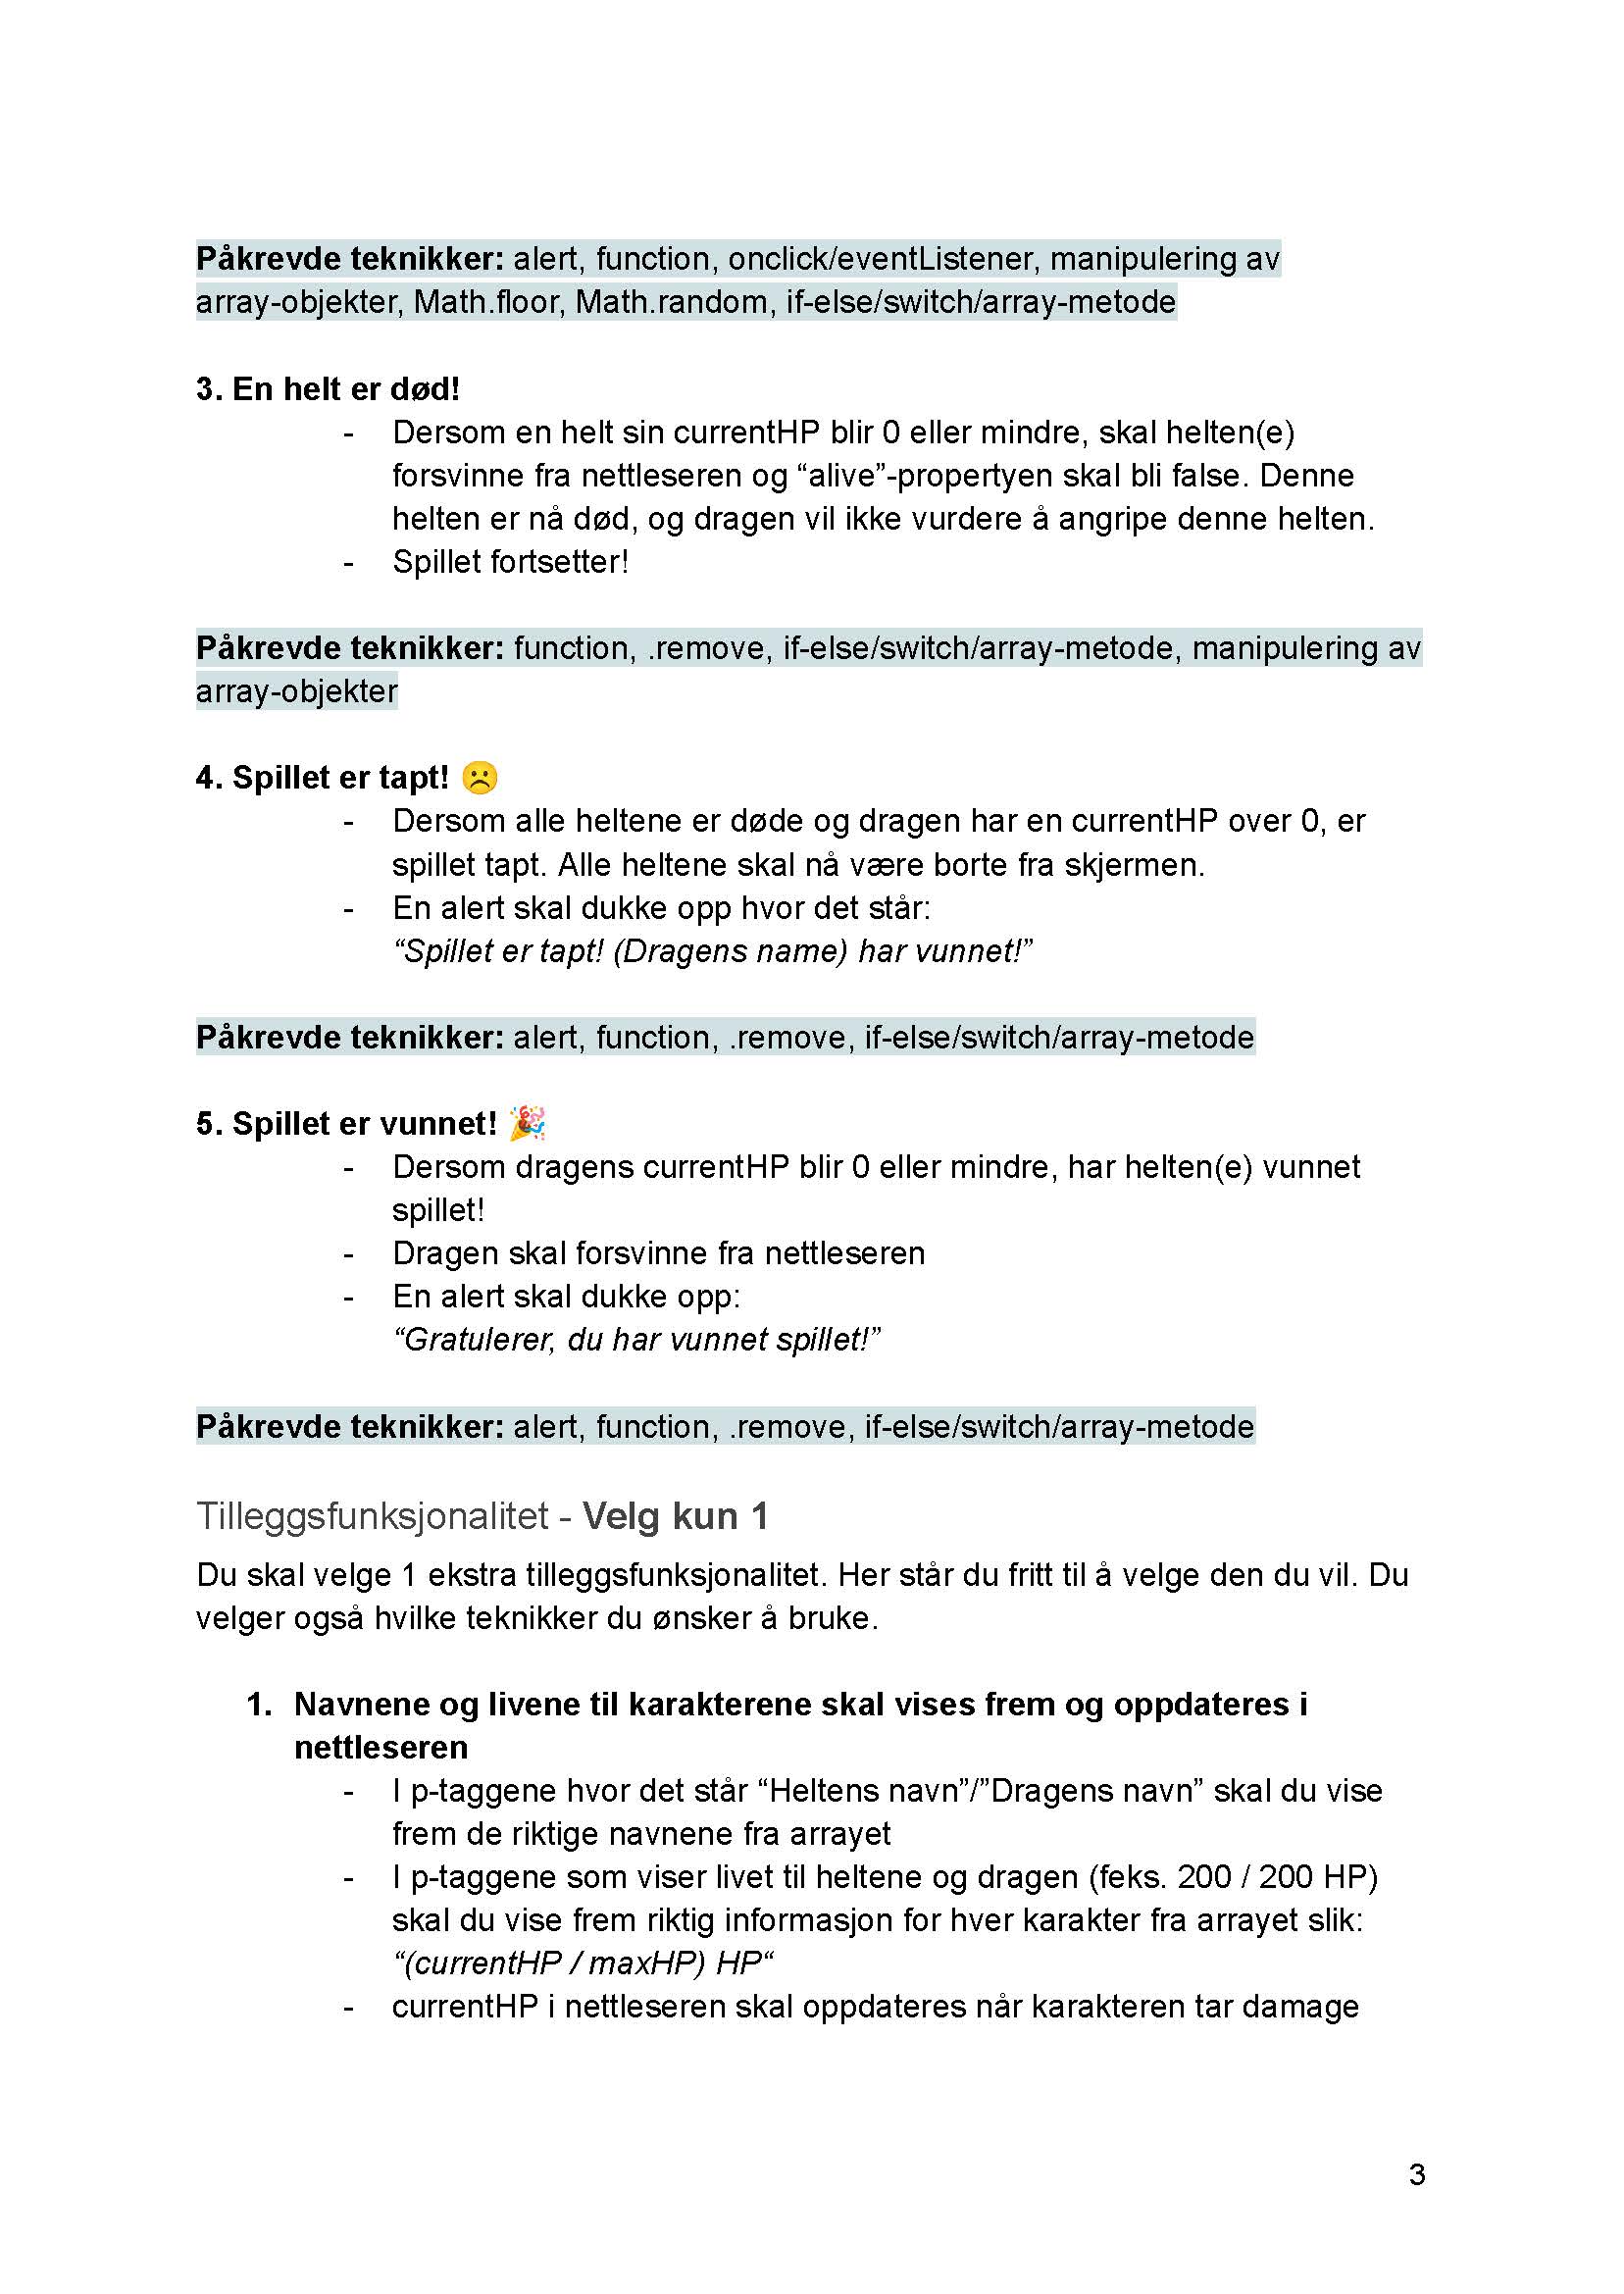 Påkrevde teknikker: alert, function, onclick/eventListener, manipulering av
array-objekter, Math.floor, Math.random, if-else/switch/array-metode
3. En helt er død!
- Dersom en helt sin currentHP blir 0 eller mindre, skal helten(e)
forsvinne fra nettleseren og “alive”-propertyen skal bli false. Denne
helten er nå død, og dragen vil ikke vurdere å angripe denne helten.
- Spillet fortsetter!
Påkrevde teknikker: function, .remove, if-else/switch/array-metode, manipulering av
array-objekter
4. Spillet er tapt! ☹️
- Dersom alle heltene er døde og dragen har en currentHP over 0, er
spillet tapt. Alle heltene skal nå være borte fra skjermen.
- En alert skal dukke opp hvor det står:
“Spillet er tapt! (Dragens name) har vunnet!”
Påkrevde teknikker: alert, function, .remove, if-else/switch/array-metode
5. Spillet er vunnet! 🎉
- Dersom dragens currentHP blir 0 eller mindre, har helten(e) vunnet
spillet!
- Dragen skal forsvinne fra nettleseren
- En alert skal dukke opp:
“Gratulerer, du har vunnet spillet!”
Påkrevde teknikker: alert, function, .remove, if-else/switch/array-metode
Tilleggsfunksjonalitet - Velg kun 1
Du skal velge 1 ekstra tilleggsfunksjonalitet. Her står du fritt til å velge den du vil. Du
velger også hvilke teknikker du ønsker å bruke.
1. Navnene og livene til karakterene skal vises frem og oppdateres i
nettleseren
- I p-taggene hvor det står “Heltens navn”/”Dragens navn” skal du vise
frem de riktige navnene fra arrayet
- I p-taggene som viser livet til heltene og dragen (feks. 200 / 200 HP)
skal du vise frem riktig informasjon for hver karakter fra arrayet slik:
“(currentHP / maxHP) HP“
- currentHP i nettleseren skal oppdateres når karakteren tar damage
3